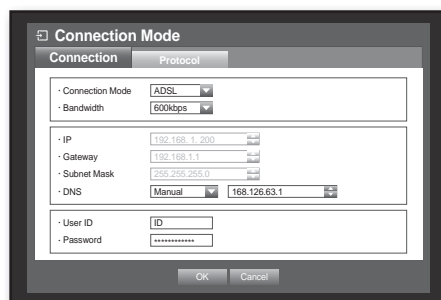 Connection Mode
Connection Protocol
· Connection Mode ADSL
· Bandwidth 600kbps
· IP 192.168. 1. 200
· Gateway 192.168.1.1
· Subnet Mask 255.255.255.0
· DNS Manual 168.126.63.1
· User ID ID
· Password ************
OK Cancel